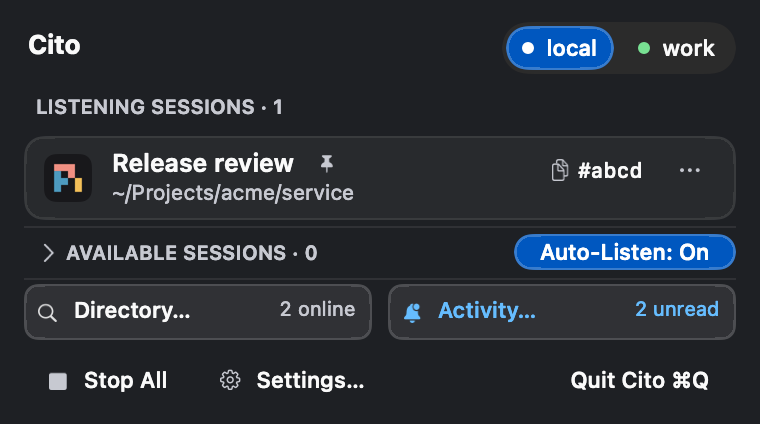 Cito
local
work
LISTENING SESSIONS · 1
Release review
~/Projects/acme/service
#abcd
···
AVAILABLE SESSIONS · 0
Auto-Listen: On
Directory...
2 online
Activity...
2 unread
Stop All
Settings...
Quit Cito ⌘Q